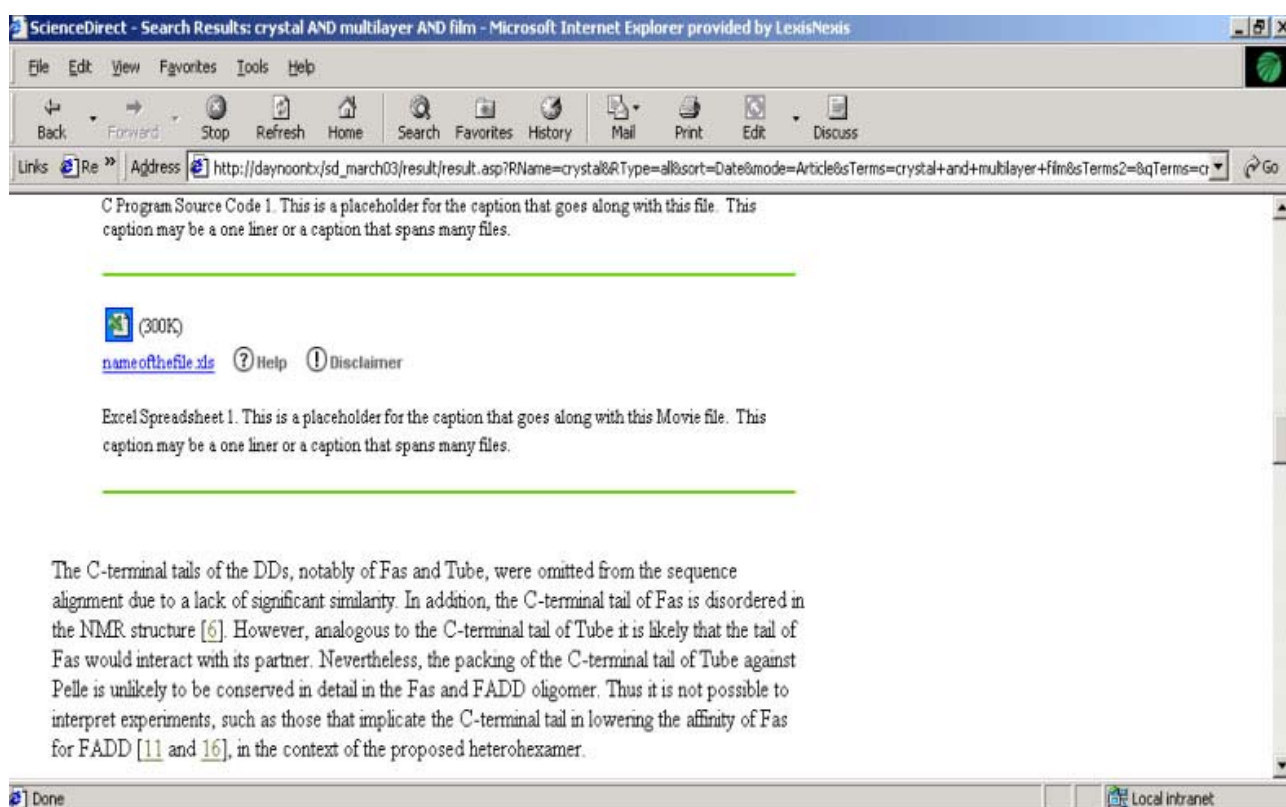 ScienceDirect - Search Results: crystal AND multilayer AND film - Microsoft Internet Explorer provided by LexisNexis
File Edit View Favorites Tools Help
Back Forward Stop Refresh Home Search Favorites History Mail Print Edit Discuss
Links Re » Address http://daynoontx/sd_march03/result/result.asp?RName=crystal&RType=all&sort=Date&mode=Article&sTerms=crystal+and+multilayer+film&sTerms2=&qTerms=cr Go
C Program Source Code 1. This is a placeholder for the caption that goes along with this file. This
caption may be a one liner or a caption that spans many files.
(300K)
nameofthefile.xls ? Help ! Disclaimer
Excel Spreadsheet 1. This is a placeholder for the caption that goes along with this Movie file. This
caption may be a one liner or a caption that spans many files.
The C-terminal tails of the DDs, notably of Fas and Tube, were omitted from the sequence
alignment due to a lack of significant similarity. In addition, the C-terminal tail of Fas is disordered in
the NMR structure [6]. However, analogous to the C-terminal tail of Tube it is likely that the tail of
Fas would interact with its partner. Nevertheless, the packing of the C-terminal tail of Tube against
Pelle is unlikely to be conserved in detail in the Fas and FADD oligomer. Thus it is not possible to
interpret experiments, such as those that implicate the C-terminal tail in lowering the affinity of Fas
for FADD [11 and 16], in the context of the proposed heterohexamer.
Done Local intranet